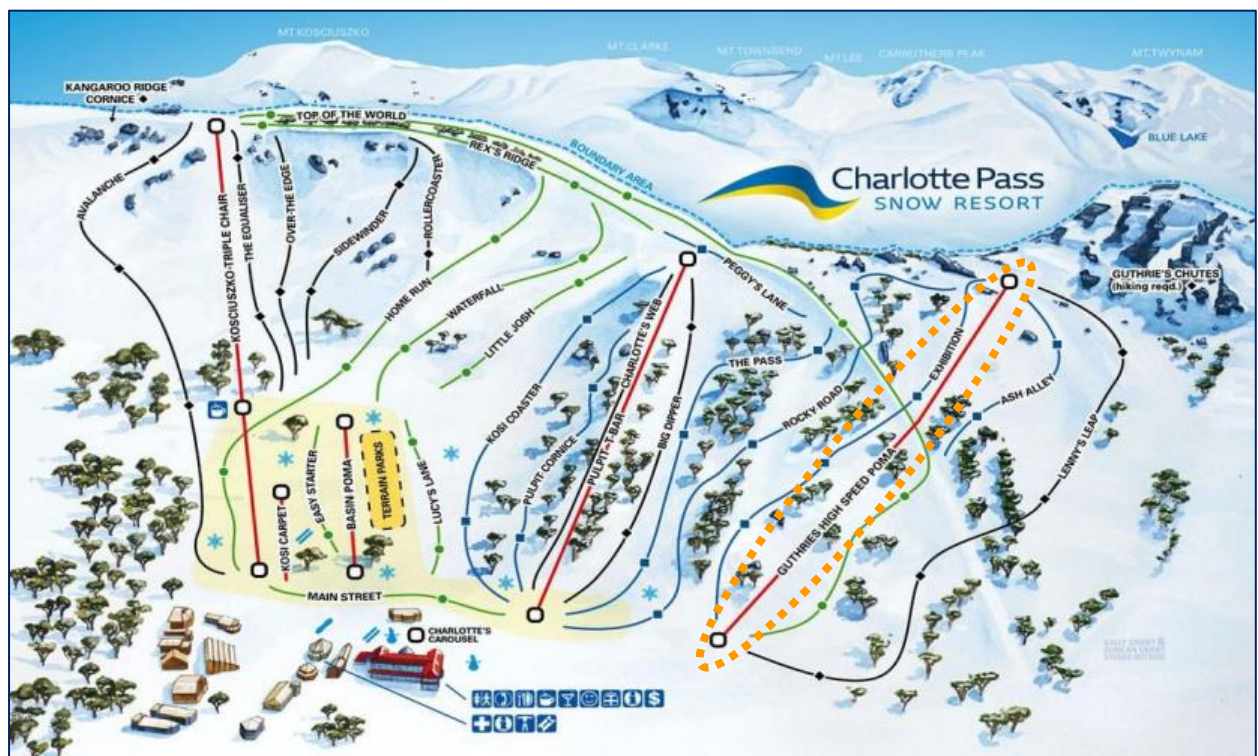 MT.KOSCIUSZKO
MT.CLARKE
MT.TOWNSEND
MT.LEE
CARRUTHERS PEAK
MT.TWYNAM
KANGAROO RIDGE
CORNICE
TOP OF THE WORLD
REX'S RIDGE
BOUNDARY AREA
BLUE LAKE
Charlotte Pass
SNOW RESORT
AVALANCHE
KOSCIUSZKO-TRIPLE CHAIR
THE EQUALISER
OVER THE EDGE
SIDEWINDER
ROLLERCOASTER
HOME RUN
WATERFALL
LITTLE JOSH
PEGGY'S LANE
GUTHRIE'S CHUTES
(hiking reqd.)
KOSI COASTER
PULPIT CORNICE
PULPIT-T-BAR
CHARLOTTE'S WEB
BIG DIPPER
THE PASS
ROCKY ROAD
EXHIBITION
ASH ALLEY
LENNY'S LEAP
GUTHRIES HIGH SPEED POMA
KOSI CARPET
EASY STARTER
BASIN POMA
TERRAIN PARKS
LUCY'S LANE
MAIN STREET
CHARLOTTE'S
CAROUSEL